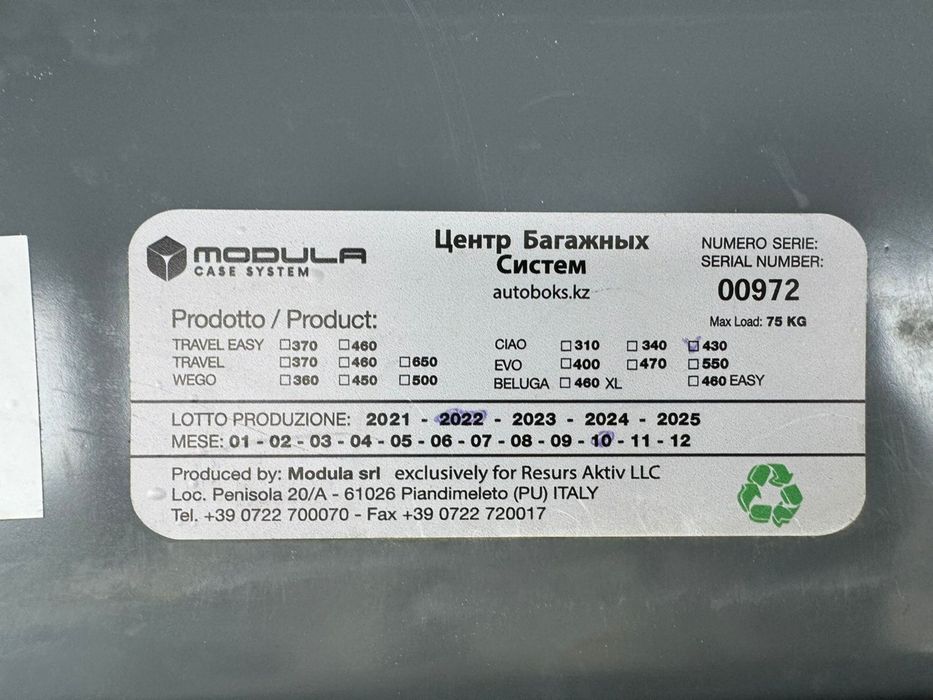 MODULA
CASE SYSTEM
Центр Багажных
Систем
autoboks.kz
NUMERO SERIE:
SERIAL NUMBER:
00972
Max Load: 75 KG
Prodotto / Product:
TRAVEL EASY ☐370 ☐460
TRAVEL ☐370 ☐460 ☐650
WEGO ☐360 ☐450 ☐500
CIAO ☐310 ☐340 ☑430
EVO ☐400 ☐470 ☐550
BELUGA ☐460 XL ☐460 EASY
LOTTO PRODUZIONE: 2021 - 2022 - 2023 - 2024 - 2025
MESE: 01 - 02 - 03 - 04 - 05 - 06 - 07 - 08 - 09 - 10 - 11 - 12
Produced by: Modula srl exclusively for Resurs Aktiv LLC
Loc. Penisola 20/A - 61026 Piandimeleto (PU) ITALY
Tel. +39 0722 700070 - Fax +39 0722 720017